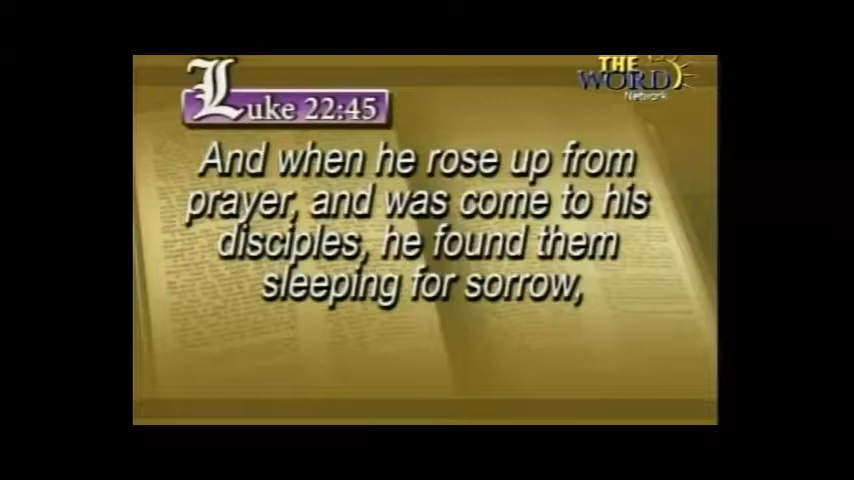 Luke 22:45
THE
WORD
Network
And when he rose up from
prayer, and was come to his
disciples, he found them
sleeping for sorrow,